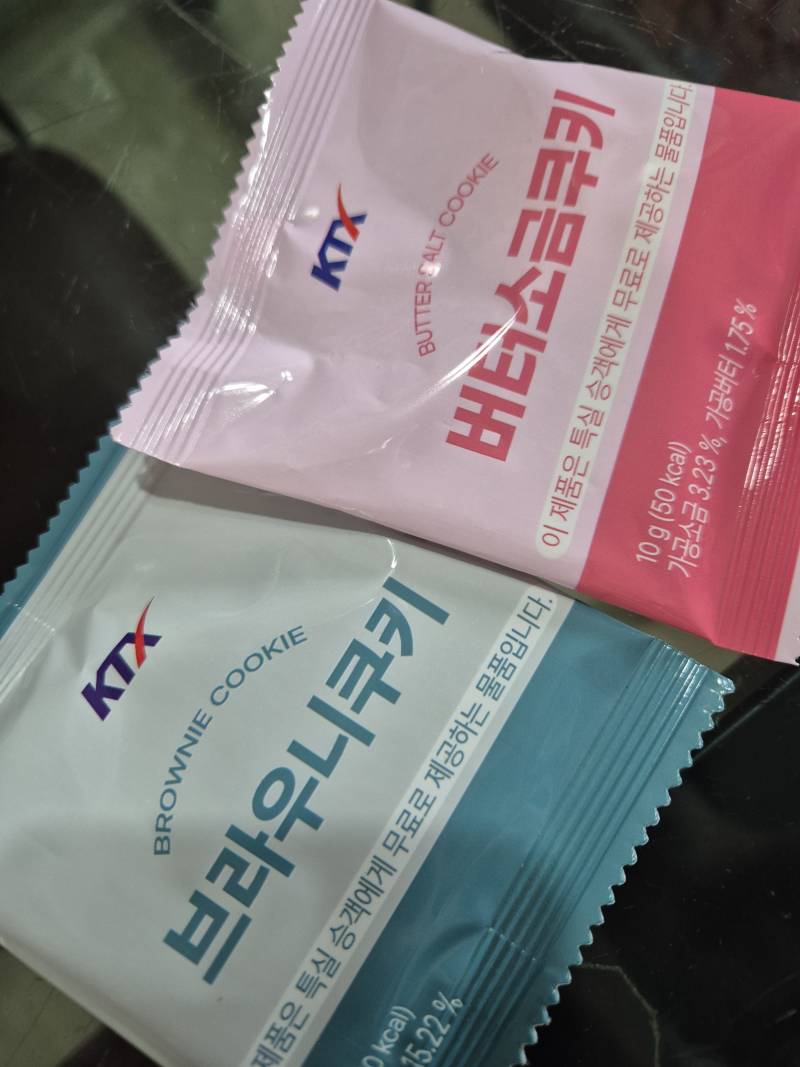 KTX
BUTTER SALT COOKIE
버터소금쿠키
이 제품은 특실 승객에게 무료로 제공하는 물품입니다.
10 g (50 kcal)
가공소금 3.23 %, 가공버터 1.75 %
KTX
BROWNIE COOKIE
브라우니쿠키
제품은 특실 승객에게 무료로 제공하는 물품입니다.
0 kcal)
15.22 %